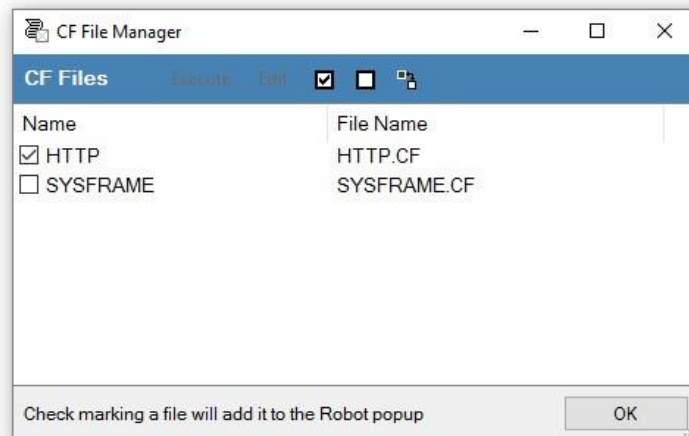 CF File Manager
CF Files Execute Edit
Name File Name
HTTP HTTP.CF
SYSFRAME SYSFRAME.CF
Check marking a file will add it to the Robot popup OK